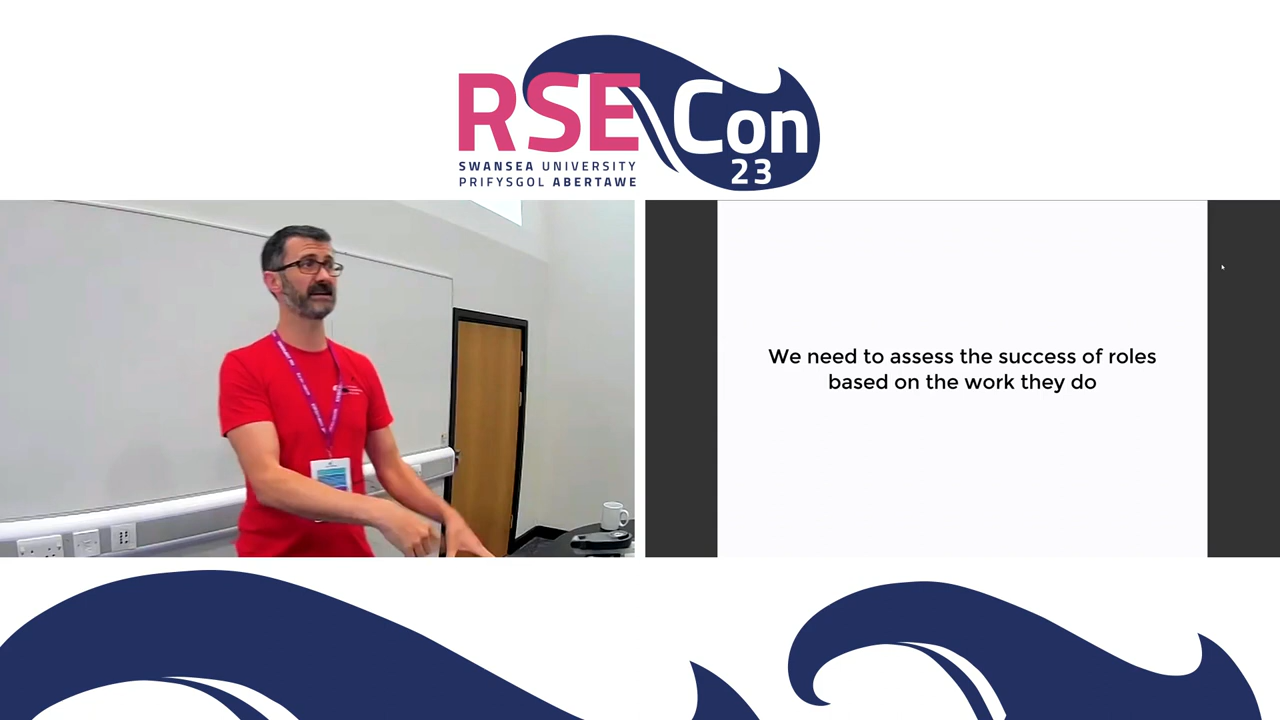 RSE Con
23
SWANSEA UNIVERSITY
PRIFYSGOL ABERTAWE
We need to assess the success of roles
based on the work they do